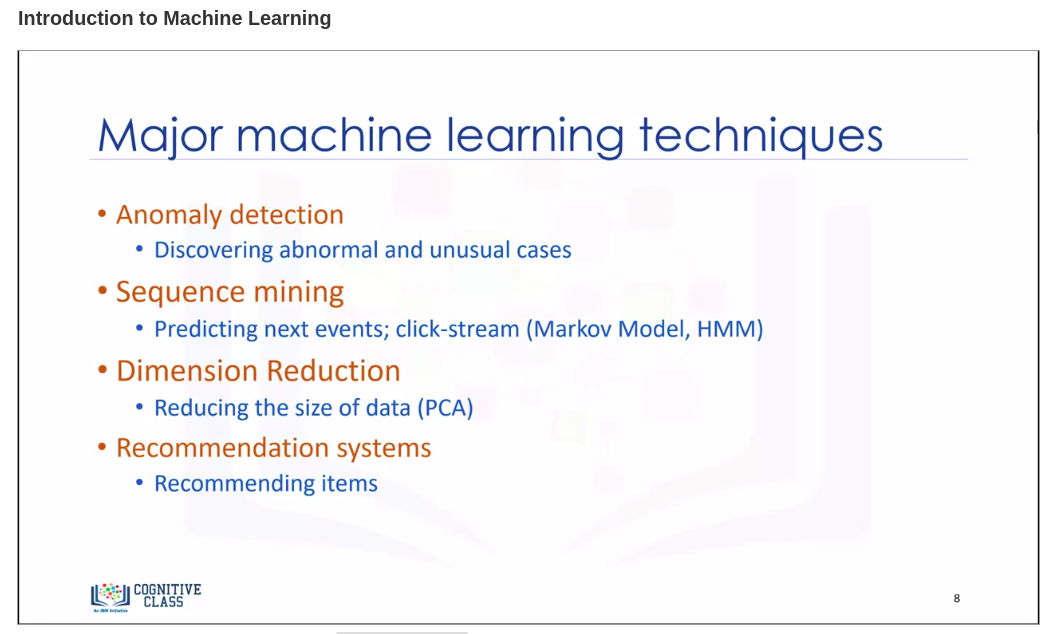 Introduction to Machine Learning
Major machine learning techniques
• Anomaly detection
• Discovering abnormal and unusual cases
• Sequence mining
• Predicting next events; click-stream (Markov Model, HMM)
• Dimension Reduction
• Reducing the size of data (PCA)
• Recommendation systems
• Recommending items
COGNITIVE
CLASS
An IBM Initiative
8